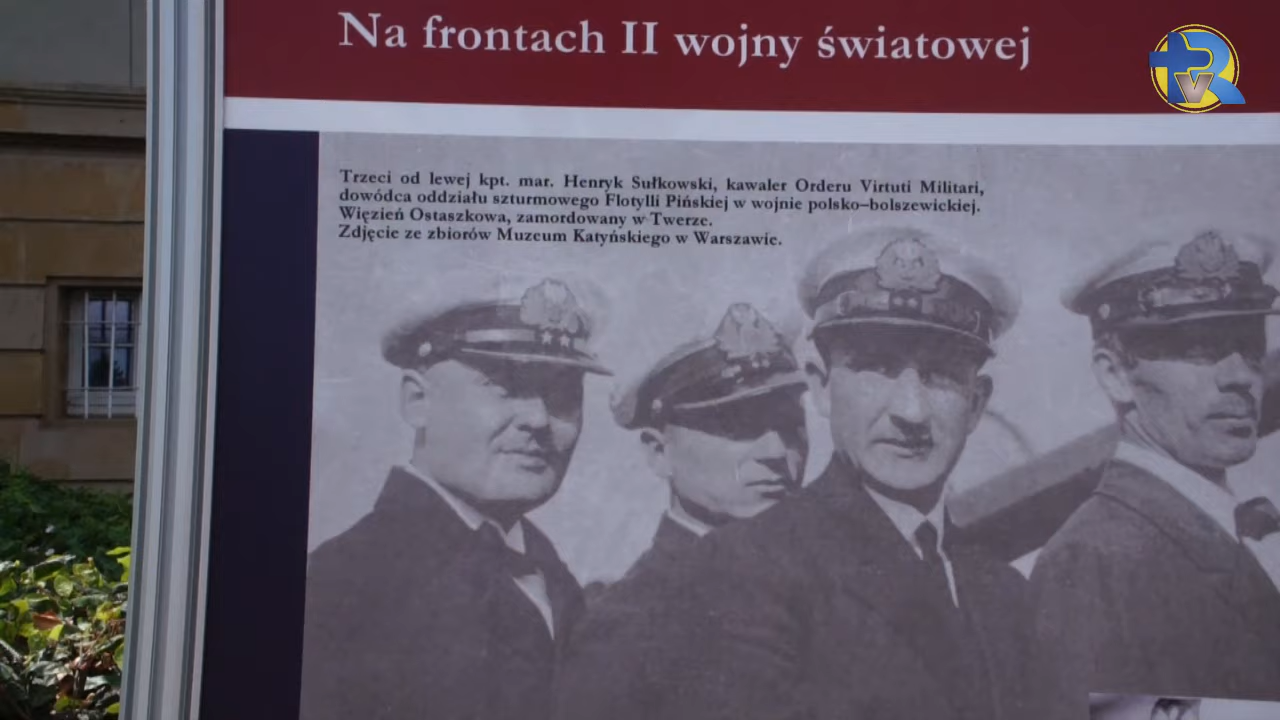 Na frontach II wojny światowej
Trzeci od lewej kpt. mar. Henryk Sułkowski, kawaler Orderu Virtuti Militari,
dowódca oddziału szturmowego Flotylli Pińskiej w wojnie polsko–bolszewickiej.
Więzień Ostaszkowa, zamordowany w Twerze.
Zdjęcie ze zbiorów Muzeum Katyńskiego w Warszawie.